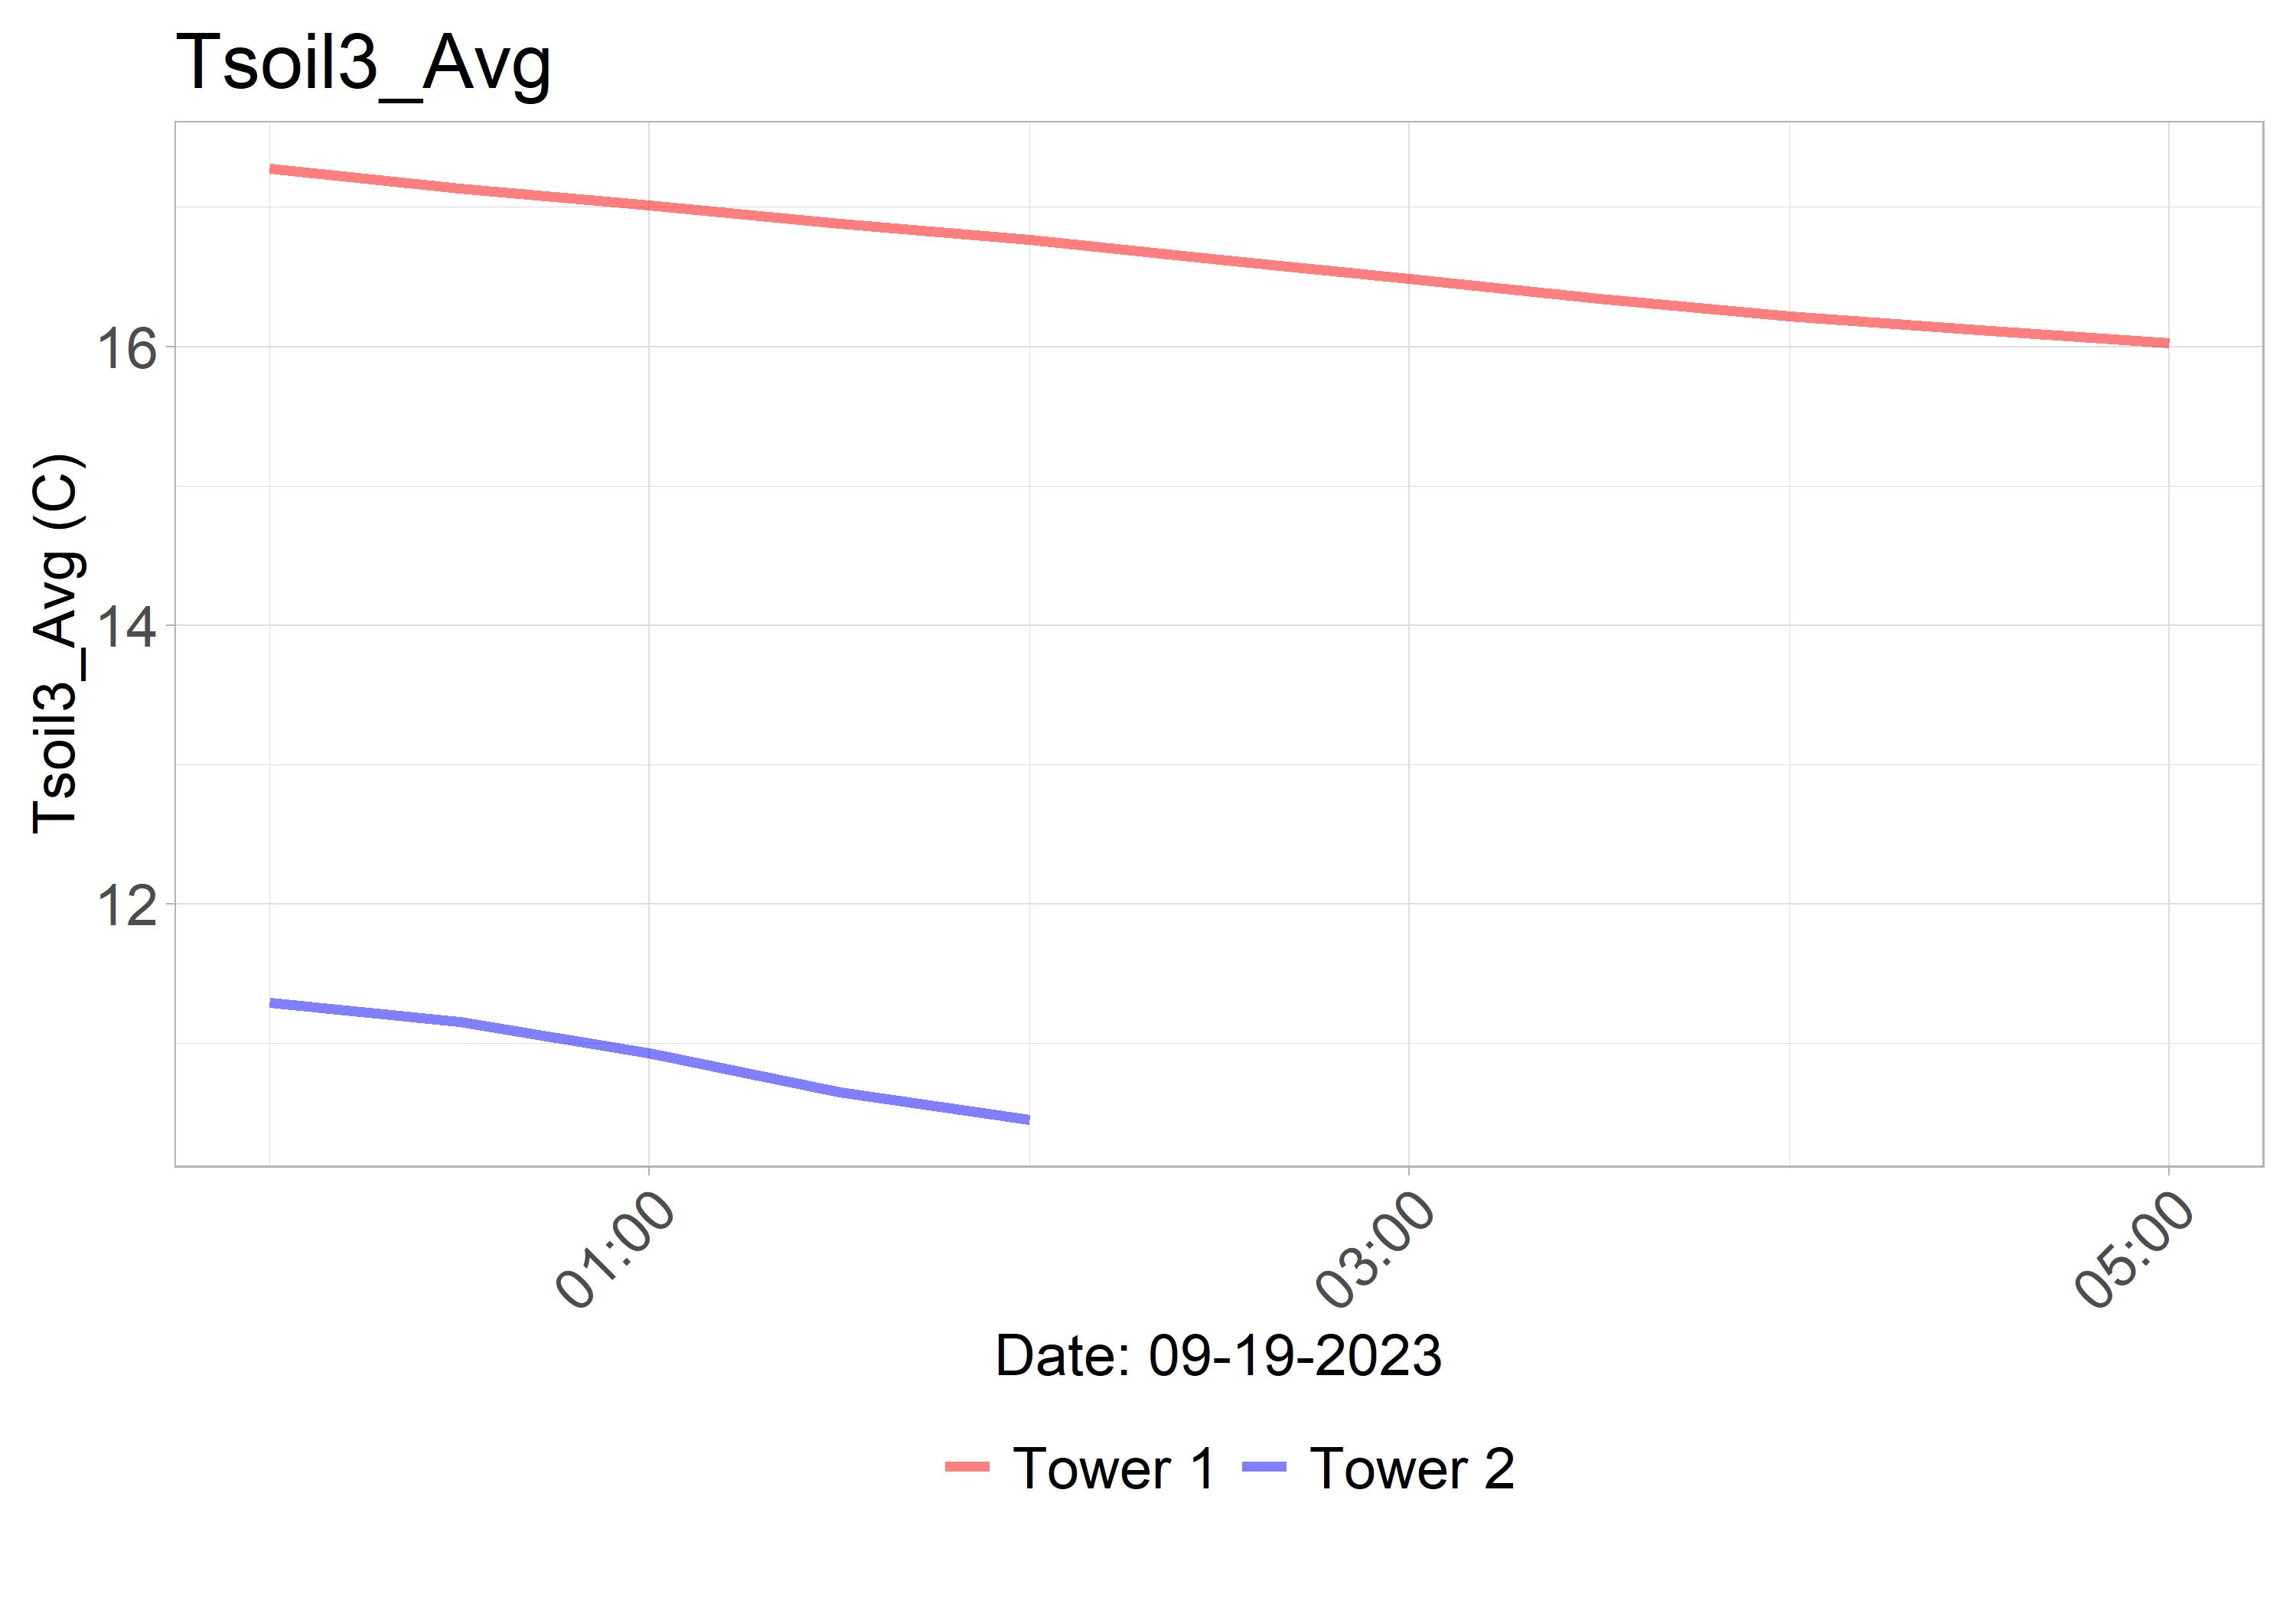 Tsoil3_Avg
Tsoil3_Avg (C)
16
14
12
01:00
03:00
05:00
Date: 09-19-2023
Tower 1
Tower 2